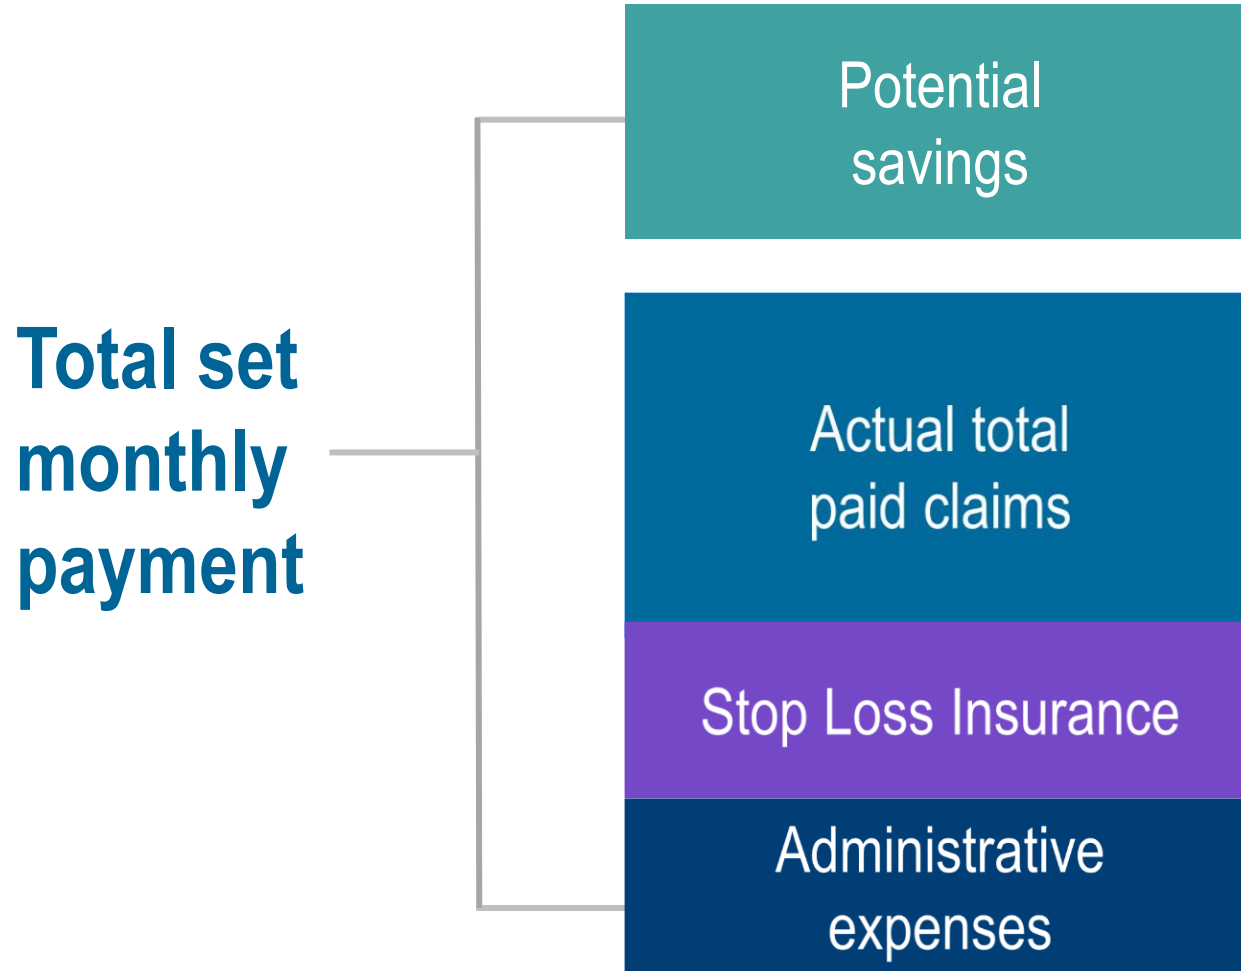 Total set
monthly
payment
Potential
savings
Actual total
paid claims
Stop Loss Insurance
Administrative
expenses